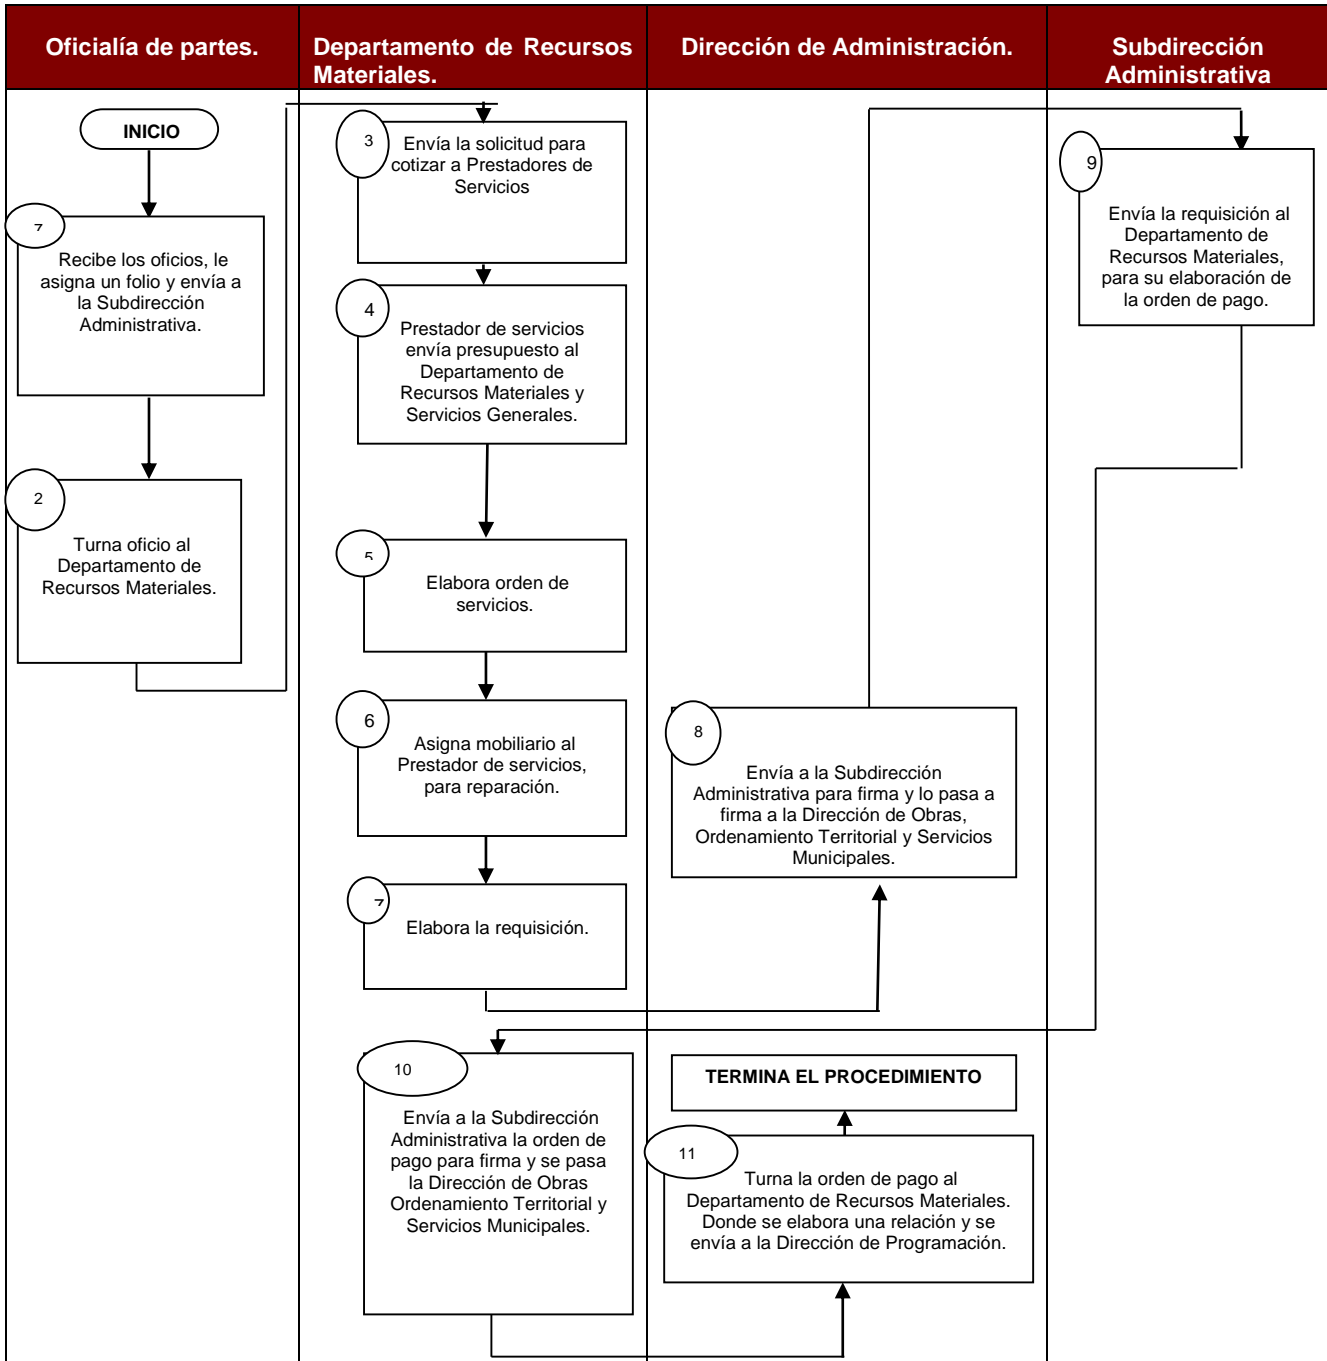 Oficialía de partes.
Departamento de Recursos
Materiales.
Dirección de Administración.
Subdirección
Administrativa
INICIO
Recibe los oficios, le
asigna un folio y envía a
la Subdirección
Administrativa.
2
Turna oficio al
Departamento de
Recursos Materiales.
3
Envía la solicitud para
cotizar a Prestadores de
Servicios
4
Prestador de servicios
envía presupuesto al
Departamento de
Recursos Materiales y
Servicios Generales.
5
Elabora orden de
servicios.
6
Asigna mobiliario al
Prestador de servicios,
para reparación.
7
Elabora la requisición.
8
Envía a la Subdirección
Administrativa para firma y lo pasa a
firma a la Dirección de Obras,
Ordenamiento Territorial y Servicios
Municipales.
9
Envía la requisición al
Departamento de
Recursos Materiales,
para su elaboración de
la orden de pago.
10
Envía a la Subdirección
Administrativa la orden de
pago para firma y se pasa
la Dirección de Obras
Ordenamiento Territorial y
Servicios Municipales.
11
Turna la orden de pago al
Departamento de Recursos Materiales.
Donde se elabora una relación y se
envía a la Dirección de Programación.
TERMINA EL PROCEDIMIENTO